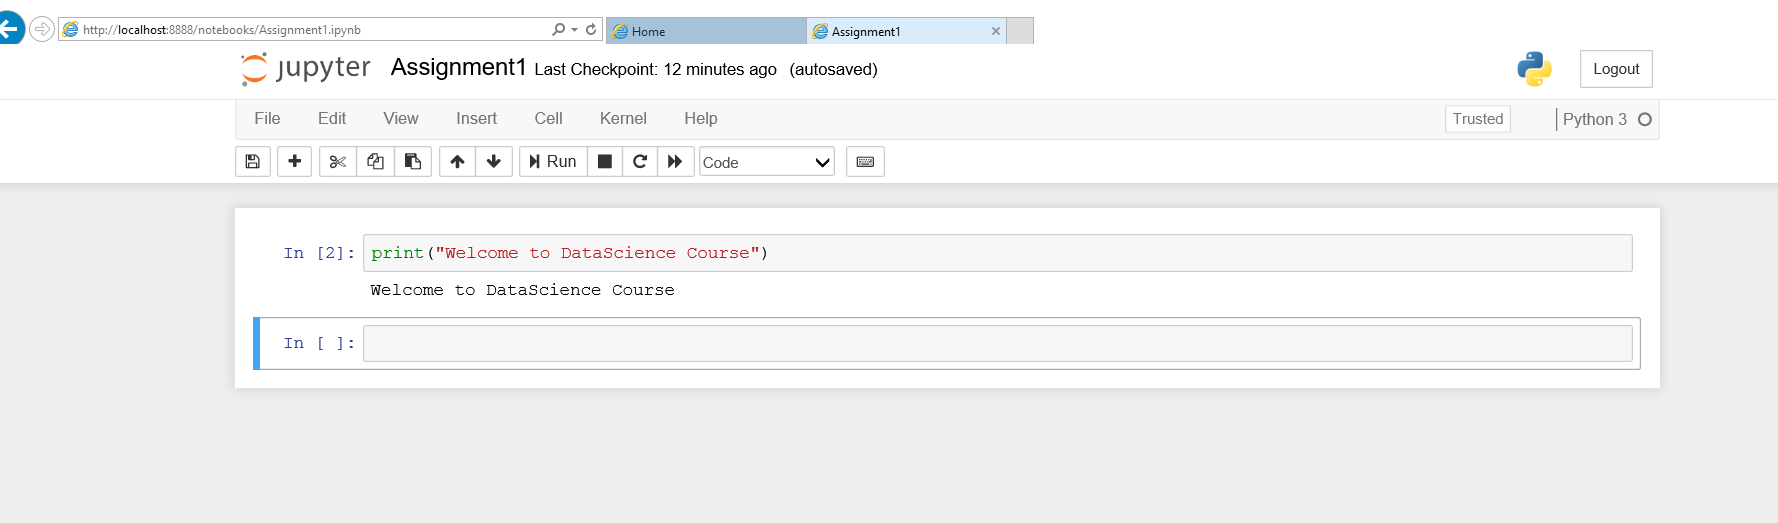 http://localhost:8888/notebooks/Assignment1.ipynb Home Assignment1
jupyter Assignment1 Last Checkpoint: 12 minutes ago (autosaved) Logout
File Edit View Insert Cell Kernel Help Trusted Python 3
Run Code
In [2]: print("Welcome to DataScience Course")
Welcome to DataScience Course
In [ ]: